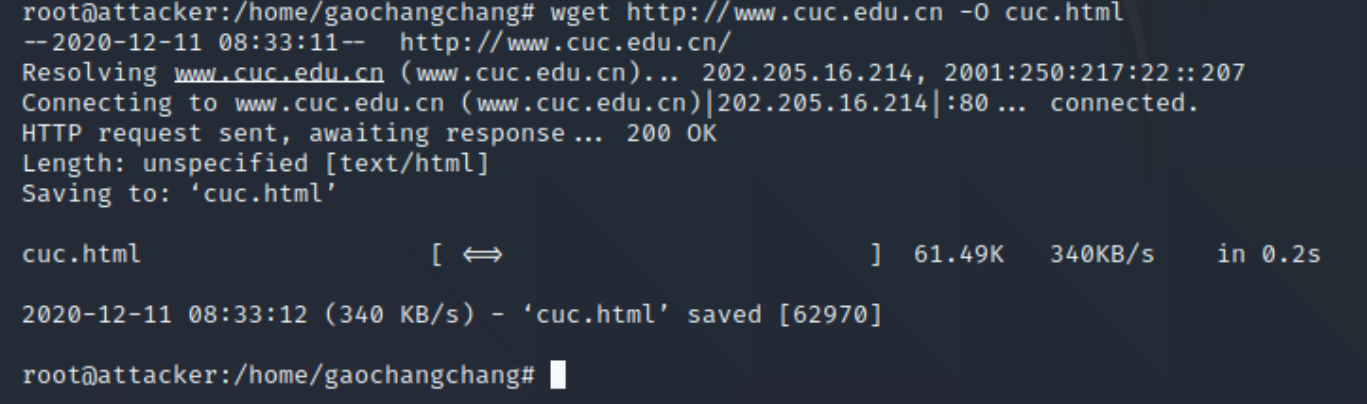 root@attacker:/home/gaochangchang# wget http://www.cuc.edu.cn -O cuc.html
--2020-12-11 08:33:11--  http://www.cuc.edu.cn/
Resolving www.cuc.edu.cn (www.cuc.edu.cn)... 202.205.16.214, 2001:250:217:22::207
Connecting to www.cuc.edu.cn (www.cuc.edu.cn)|202.205.16.214|:80... connected.
HTTP request sent, awaiting response... 200 OK
Length: unspecified [text/html]
Saving to: ‘cuc.html’
cuc.html                   [ <=>                        ]  61.49K   340KB/s    in 0.2s
2020-12-11 08:33:12 (340 KB/s) - ‘cuc.html’ saved [62970]
root@attacker:/home/gaochangchang#